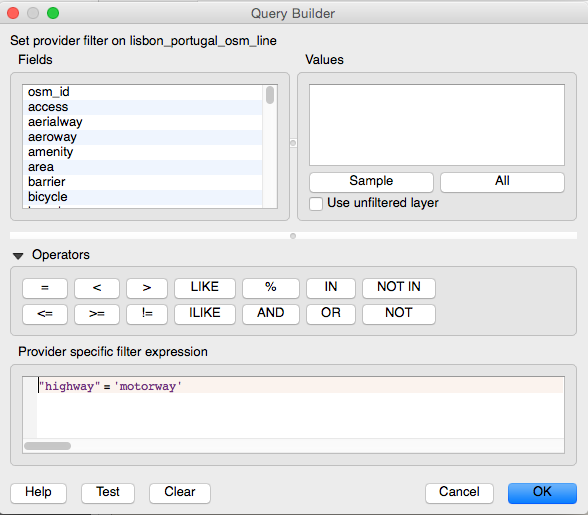 Query Builder
Set provider filter on lisbon_portugal_osm_line
Fields
Values
osm_id
access
aerialway
aeroway
amenity
area
barrier
bicycle
Sample
All
Use unfiltered layer
Operators
= < > LIKE % IN NOT IN
<= >= != ILIKE AND OR NOT
Provider specific filter expression
"highway" = 'motorway'
Help Test Clear Cancel OK